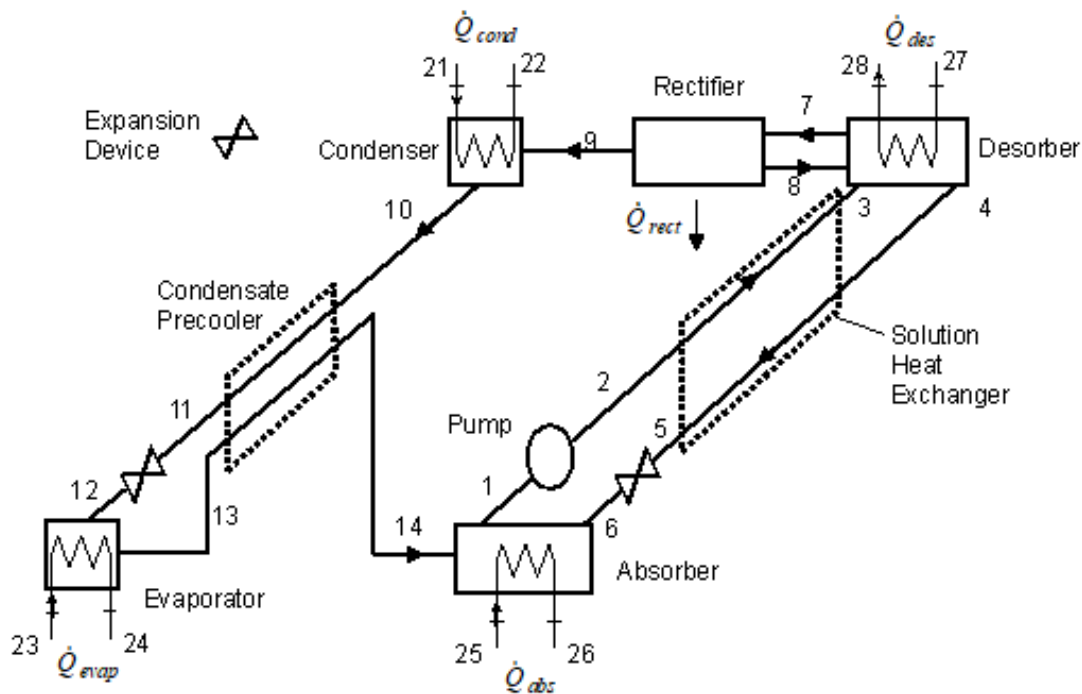 Q̇cond
Q̇des
21
22
28
27
Rectifier
7
Expansion
Device
Condenser
9
8
Desorber
10
3
4
Q̇rect
Condensate
Precooler
Solution
Heat
Exchanger
11
2
Pump
5
12
1
13
14
6
Absorber
Evaporator
23
24
25
26
Q̇evap
Q̇abs